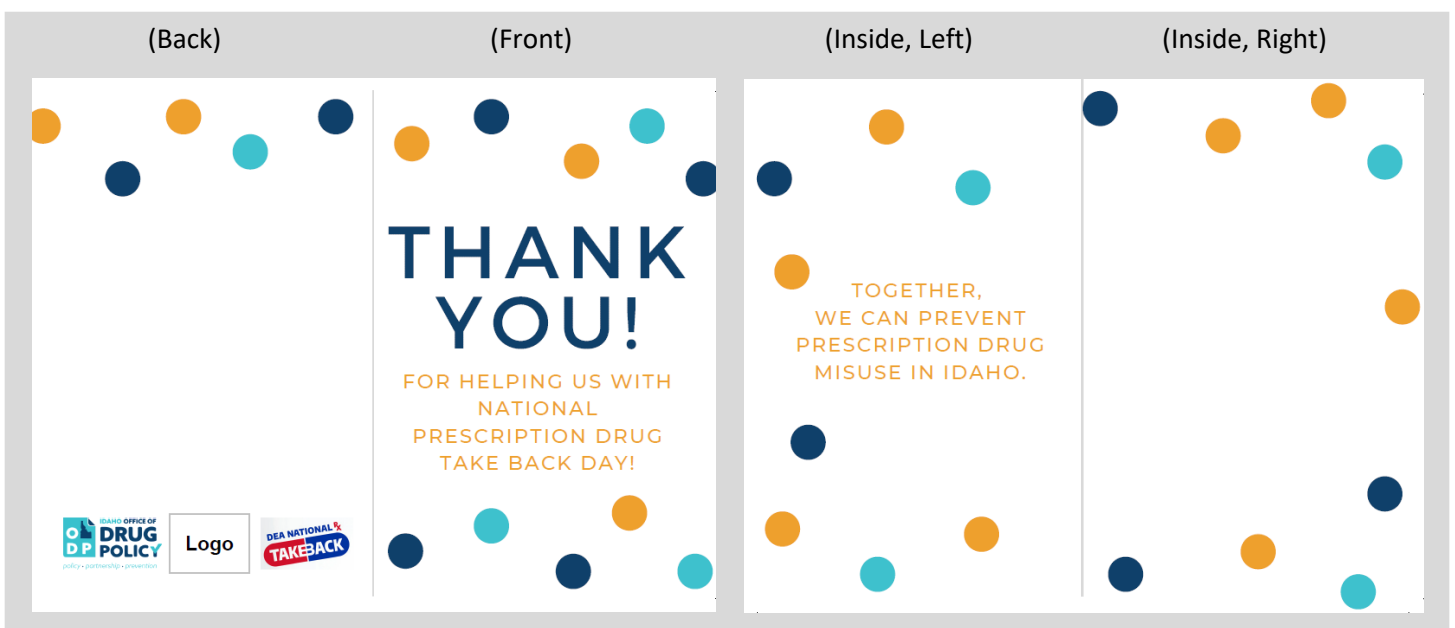 (Back)
(Front)
(Inside, Left)
(Inside, Right)
THANK
YOU!
FOR HELPING US WITH
NATIONAL
PRESCRIPTION DRUG
TAKE BACK DAY!
TOGETHER,
WE CAN PREVENT
PRESCRIPTION DRUG
MISUSE IN IDAHO.
ODP
IDAHO OFFICE OF
DRUG
POLICY
policy • partnership • prevention
Logo
DEA NATIONAL Rx
TAKEBACK